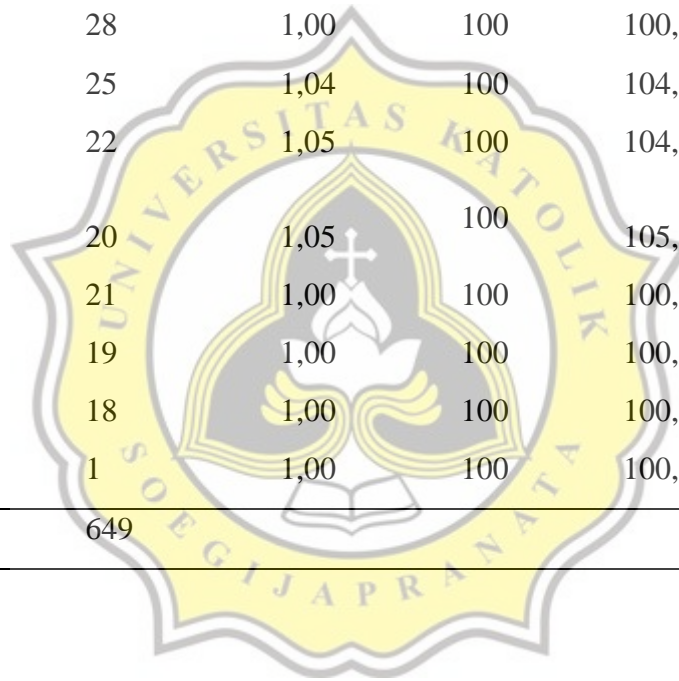 28 1,00 100 100,
25 1,04 100 104,
22 1,05 100 104,
20 1,05 100 105,
21 1,00 100 100,
19 1,00 100 100,
18 1,00 100 100,
1 1,00 100 100,
649
UNIVERSITAS KATOLIK
SOEGIJAPRANATA